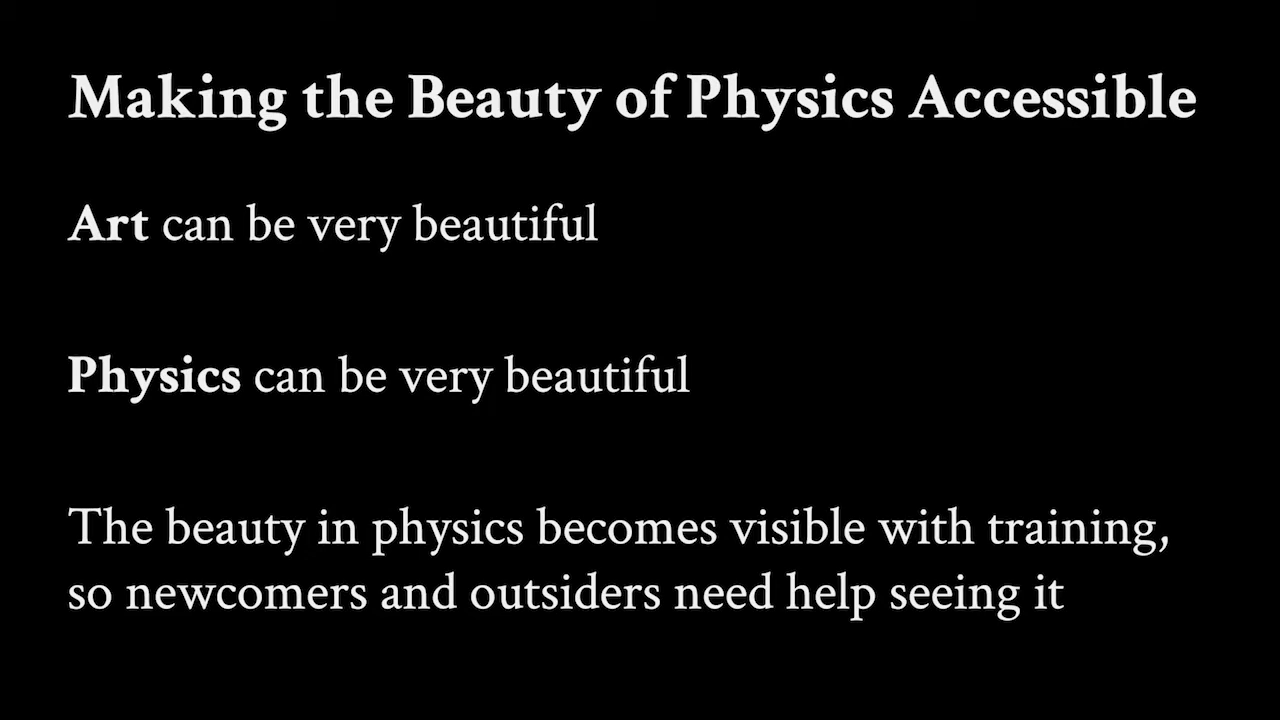 Making the Beauty of Physics Accessible
Art can be very beautiful
Physics can be very beautiful
The beauty in physics becomes visible with training,
so newcomers and outsiders need help seeing it